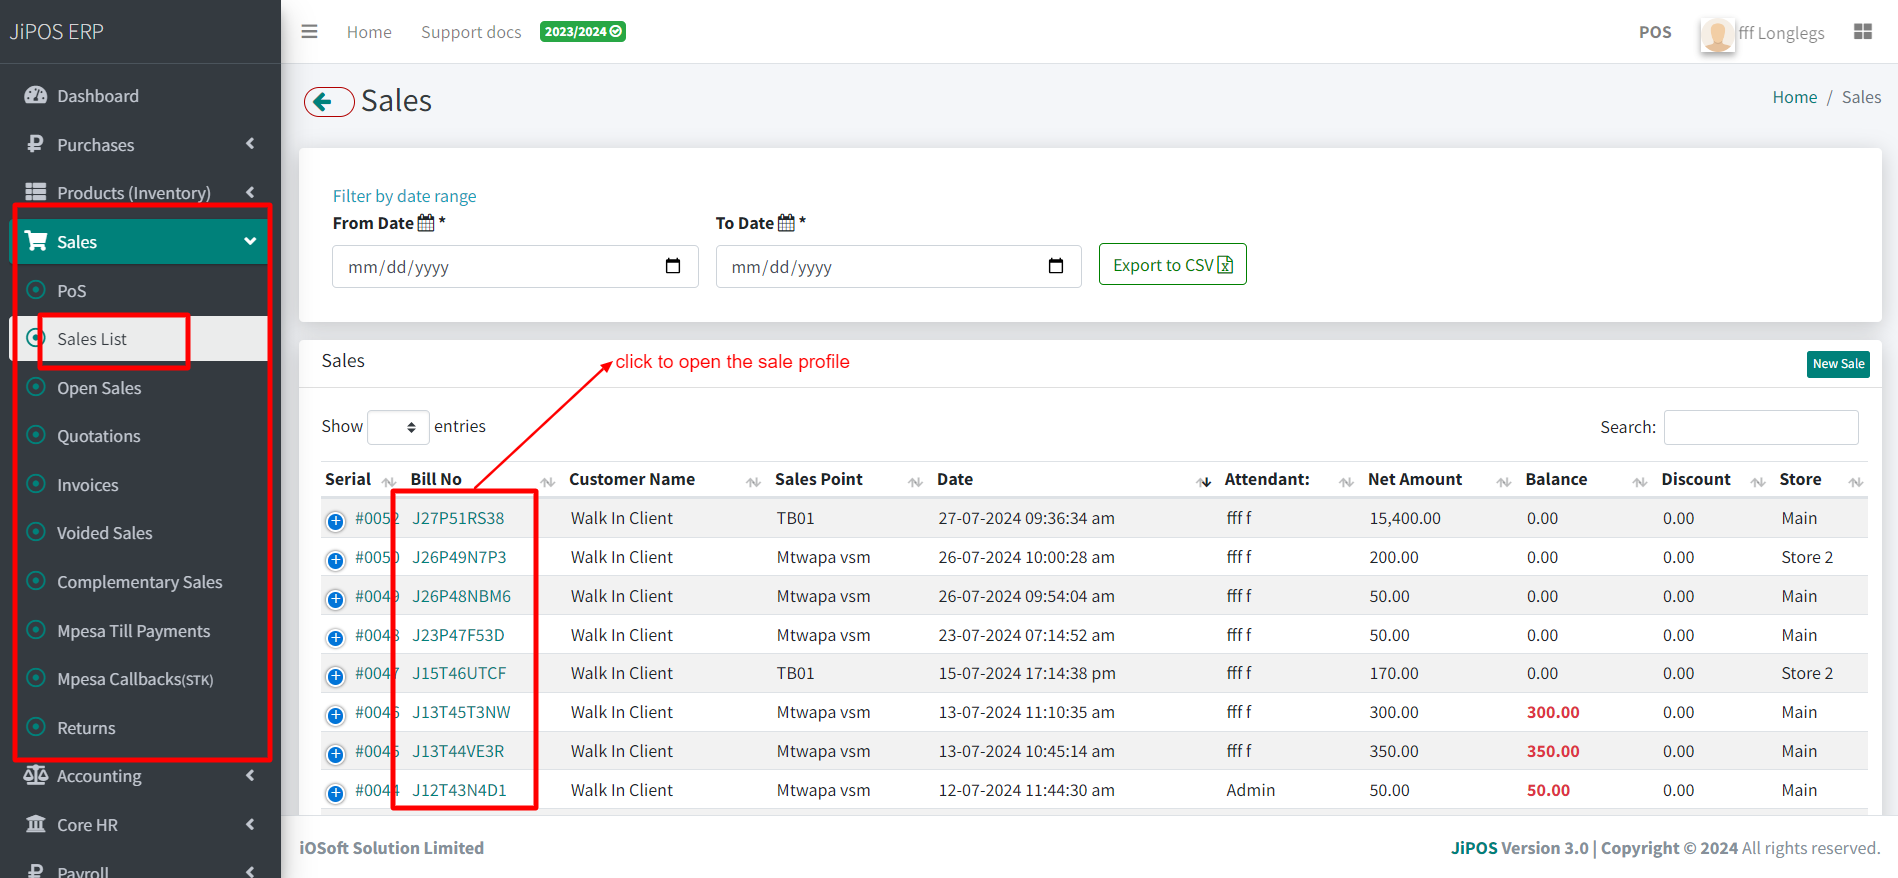 JiPOS ERP
Home Support docs 2023/2024 POS fff Longlegs
Dashboard
Purchases
Products (Inventory)
Sales
PoS
Sales List
Open Sales
Quotations
Invoices
Voided Sales
Complementary Sales
Mpesa Till Payments
Mpesa Callbacks(STK)
Returns
Accounting
Core HR
Payroll
Sales
Home / Sales
Filter by date range
From Date * To Date *
mm/dd/yyyy mm/dd/yyyy Export to CSV
Sales click to open the sale profile New Sale
Show entries Search:
Serial Bill No Customer Name Sales Point Date Attendant: Net Amount Balance Discount Store
#0052 J27P51RS38 Walk In Client TB01 27-07-2024 09:36:34 am fff f 15,400.00 0.00 0.00 Main
#0050 J26P49N7P3 Walk In Client Mtwapa vsm 26-07-2024 10:00:28 am fff f 200.00 0.00 0.00 Store 2
#0049 J26P48NBM6 Walk In Client Mtwapa vsm 26-07-2024 09:54:04 am fff f 50.00 0.00 0.00 Main
#0048 J23P47F53D Walk In Client Mtwapa vsm 23-07-2024 07:14:52 am fff f 50.00 0.00 0.00 Main
#0047 J15T46UTCF Walk In Client TB01 15-07-2024 17:14:38 pm fff f 170.00 0.00 0.00 Store 2
#0046 J13T45T3NW Walk In Client Mtwapa vsm 13-07-2024 11:10:35 am fff f 300.00 300.00 0.00 Main
#0045 J13T44VE3R Walk In Client Mtwapa vsm 13-07-2024 10:45:14 am fff f 350.00 350.00 0.00 Main
#0044 J12T43N4D1 Walk In Client Mtwapa vsm 12-07-2024 11:44:30 am Admin 50.00 50.00 0.00 Main
iOSoft Solution Limited JiPOS Version 3.0 | Copyright © 2024 All rights reserved.